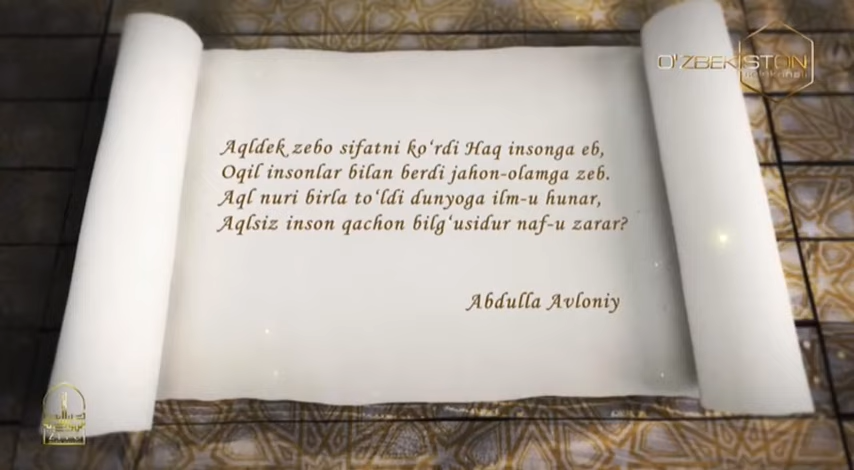 O'ZBEKISTON
Aqldek zebo sifatni ko‘rdi Haq insonga eb,
Oqil insonlar bilan berdi jahon-olamga zeb.
Aql nuri birla to‘ldi dunyoga ilm-u hunar,
Aqlsiz inson qachon bilg‘usidur naf-u zarar?
Abdulla Avloniy